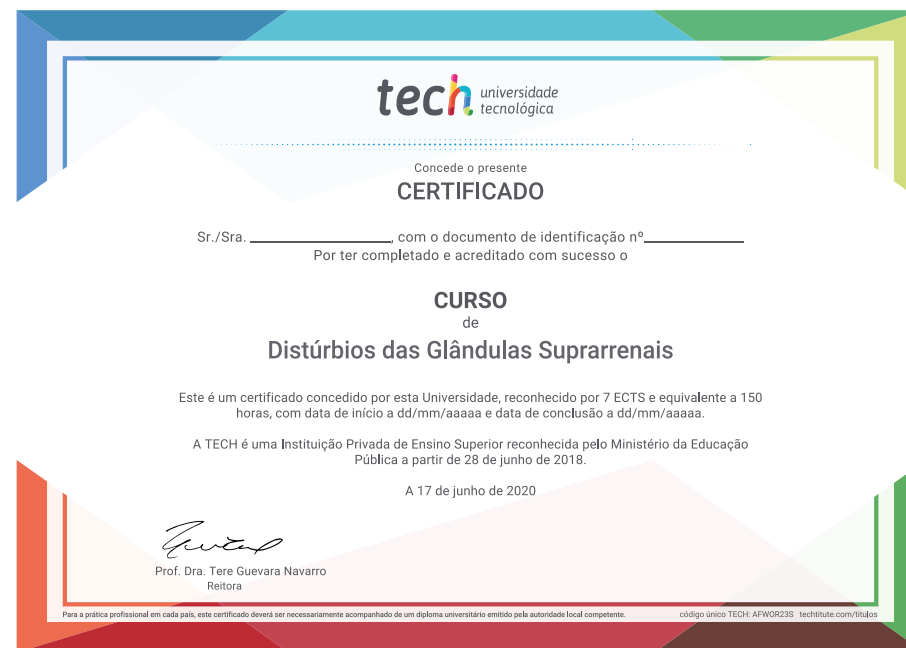 tech universidade
tecnológica
Concede o presente
CERTIFICADO
Sr./Sra. ____________________, com o documento de identificação nº______________
Por ter completado e acreditado com sucesso o
CURSO
de
Distúrbios das Glândulas Suprarrenais
Este é um certificado concedido por esta Universidade, reconhecido por 7 ECTS e equivalente a 150
horas, com data de início a dd/mm/aaaaa e data de conclusão a dd/mm/aaaaa.
A TECH é uma Instituição Privada de Ensino Superior reconhecida pelo Ministério da Educação
Pública a partir de 28 de junho de 2018.
A 17 de junho de 2020
Prof. Dra. Tere Guevara Navarro
Reitora
Para a prática profissional em cada país, este certificado deverá ser necessariamente acompanhado de um diploma universitário emitido pela autoridade local competente.
código único TECH: AFWOR23S techtitute.com/titulos